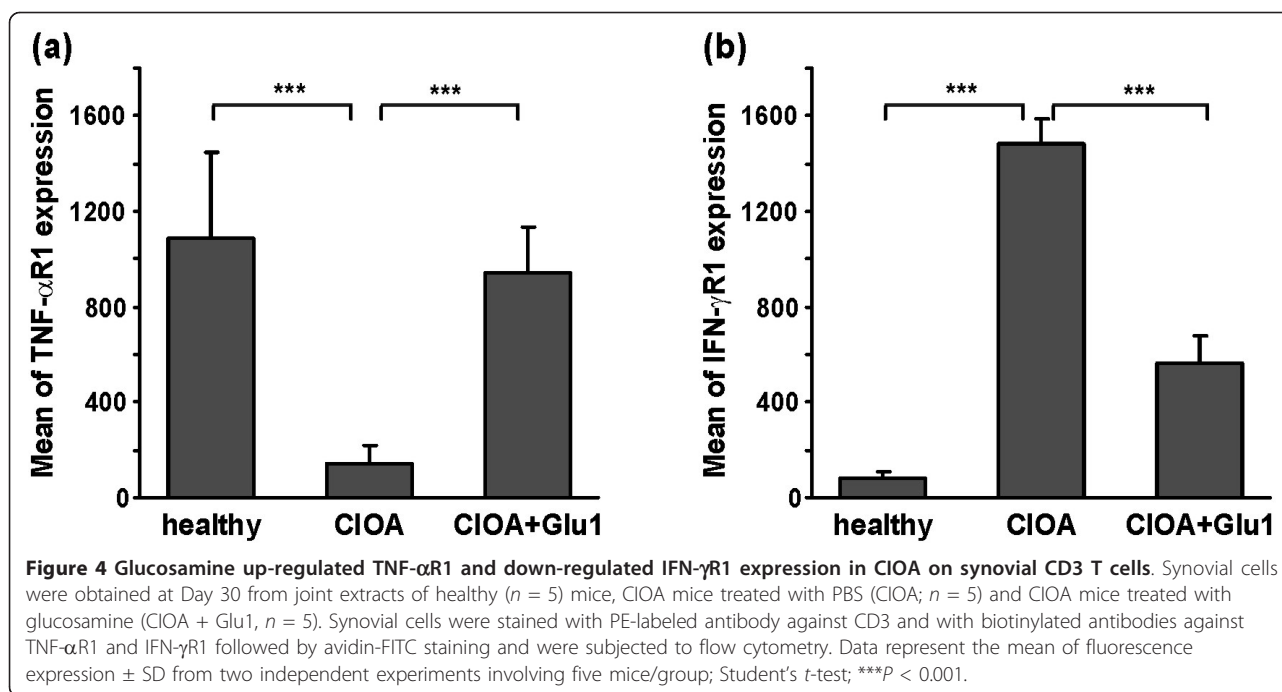 (a)
***
***
Mean of TNF-αR1 expression
1600
1200
800
400
0
healthy
CIOA
CIOA+Glu1
(b)
***
***
Mean of IFN-γR1 expression
1600
1200
800
400
0
healthy
CIOA
CIOA+Glu1
Figure 4 Glucosamine up-regulated TNF-αR1 and down-regulated IFN-γR1 expression in CIOA on synovial CD3 T cells. Synovial cells
were obtained at Day 30 from joint extracts of healthy (n = 5) mice, CIOA mice treated with PBS (CIOA; n = 5) and CIOA mice treated with
glucosamine (CIOA + Glu1, n = 5). Synovial cells were stained with PE-labeled antibody against CD3 and with biotinylated antibodies against
TNF-αR1 and IFN-γR1 followed by avidin-FITC staining and were subjected to flow cytometry. Data represent the mean of fluorescence
expression ± SD from two independent experiments involving five mice/group; Student's t-test; ***P < 0.001.